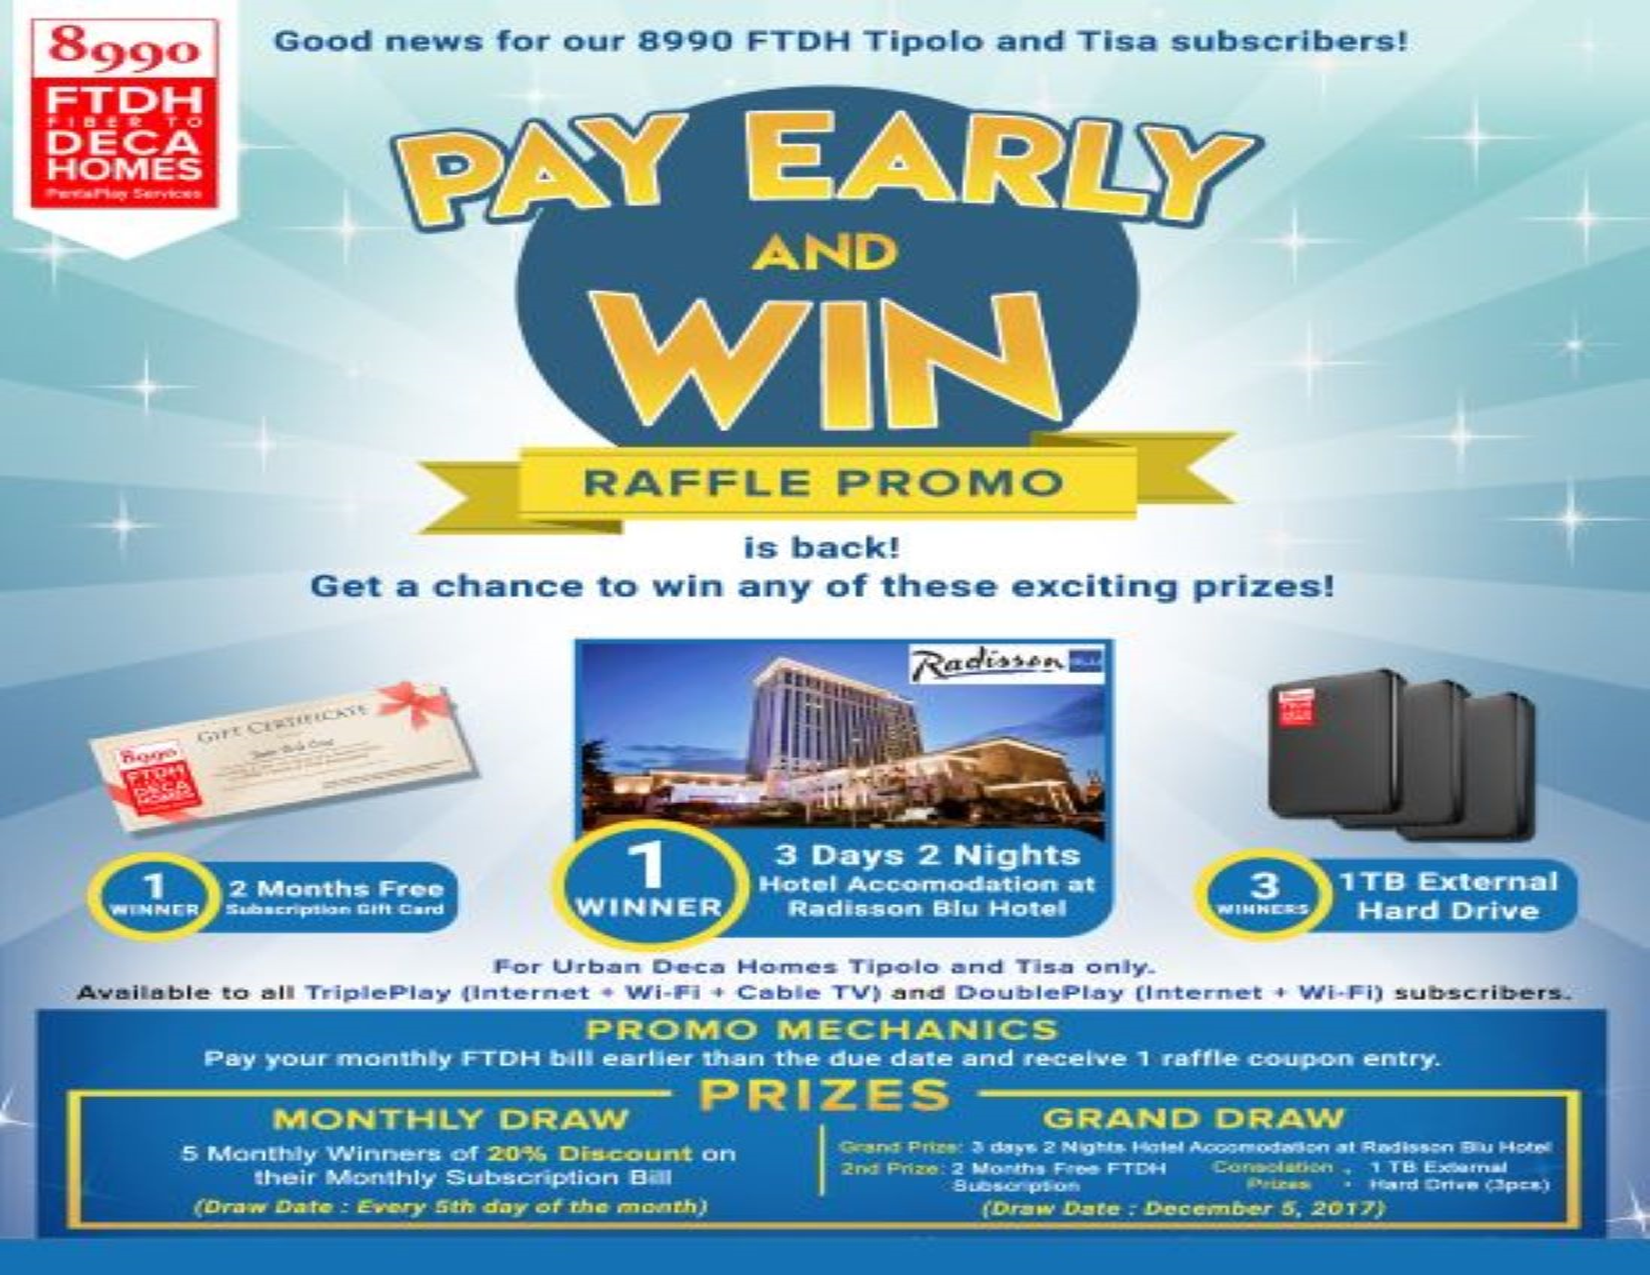 8990
FTDH
FIBER TO
DECA
HOMES
PentaPlay Services
Good news for our 8990 FTDH Tipolo and Tisa subscribers!
PAY EARLY
AND
WIN
RAFFLE PROMO
is back!
Get a chance to win any of these exciting prizes!
GIFT CERTIFICATE
8990
FTDH
DECA
HOMES
Radisson BLU
1
WINNER
2 Months Free
Subscription Gift Card
1
WINNER
3 Days 2 Nights
Hotel Accomodation at
Radisson Blu Hotel
3
WINNERS
1TB External
Hard Drive
For Urban Deca Homes Tipolo and Tisa only.
Available to all TriplePlay (Internet + Wi-Fi + Cable TV) and DoublePlay (Internet + Wi-Fi) subscribers.
PROMO MECHANICS
Pay your monthly FTDH bill earlier than the due date and receive 1 raffle coupon entry.
PRIZES
MONTHLY DRAW
5 Monthly Winners of 20% Discount on
their Monthly Subscription Bill
(Draw Date : Every 5th day of the month)
GRAND DRAW
Grand Prize: 3 days 2 Nights Hotel Accomodation at Radisson Blu Hotel
2nd Prize: 2 Months Free FTDH
Subscription
Consolation
Prizes
1 TB External
Hard Drive (3pcs)
(Draw Date : December 5, 2017)